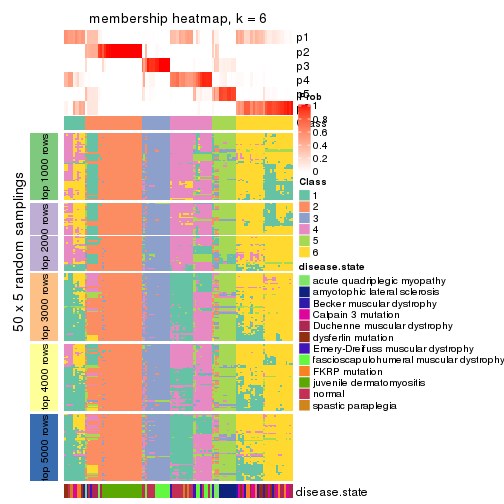 membership heatmap, k = 6
p1
p2
p3
p4
p5
p6
Prob
1
0.8
0.6
0.4
0.2
0
Class
Class
1
2
3
4
5
6
disease.state
acute quadriplegic myopathy
amyotophic lateral sclerosis
Becker muscular dystrophy
Calpain 3 mutation
Duchenne muscular dystrophy
dysferlin mutation
Emery-Dreifuss muscular dystrophy
fascioscapulohumeral muscular dystrophy
FKRP mutation
juvenile dermatomyositis
normal
spastic paraplegia
50 x 5 random samplings
top 1000 rows
top 2000 rows
top 3000 rows
top 4000 rows
top 5000 rows
disease.state